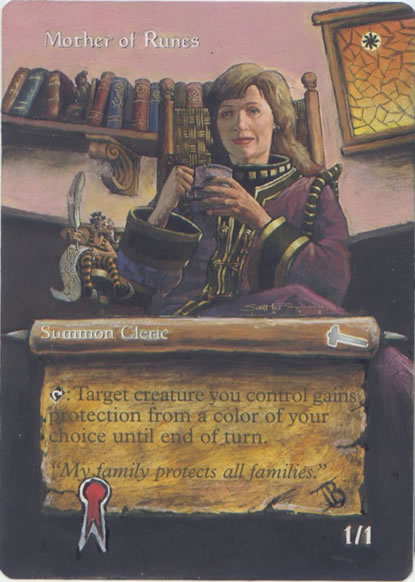 Mother of Runes
Summon Cleric
: Target creature you control gains
protection from a color of your
choice until end of turn.
"My family protects all families."
B
1/1